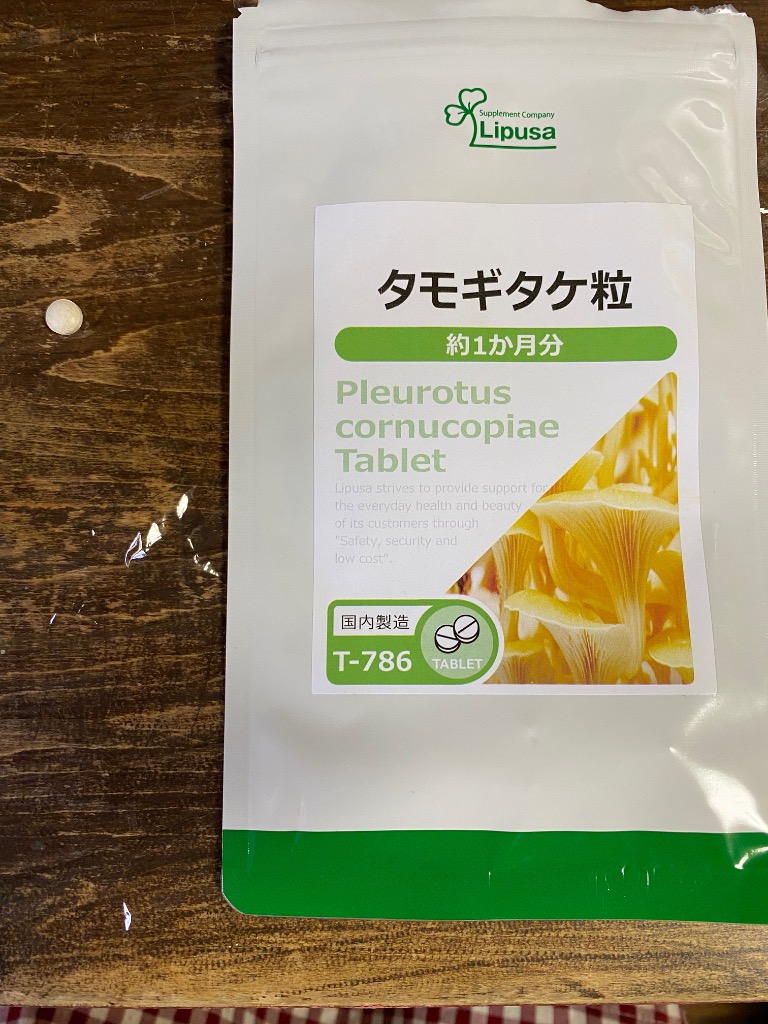 Supplement Company
Lipusa
タモギタケ粒
約1か月分
Pleurotus
cornucopiae
Tablet
Lipusa strives to provide support for
the everyday health and beauty
of its customers through
"Safety, security and
low cost".
国内製造
T-786
TABLET